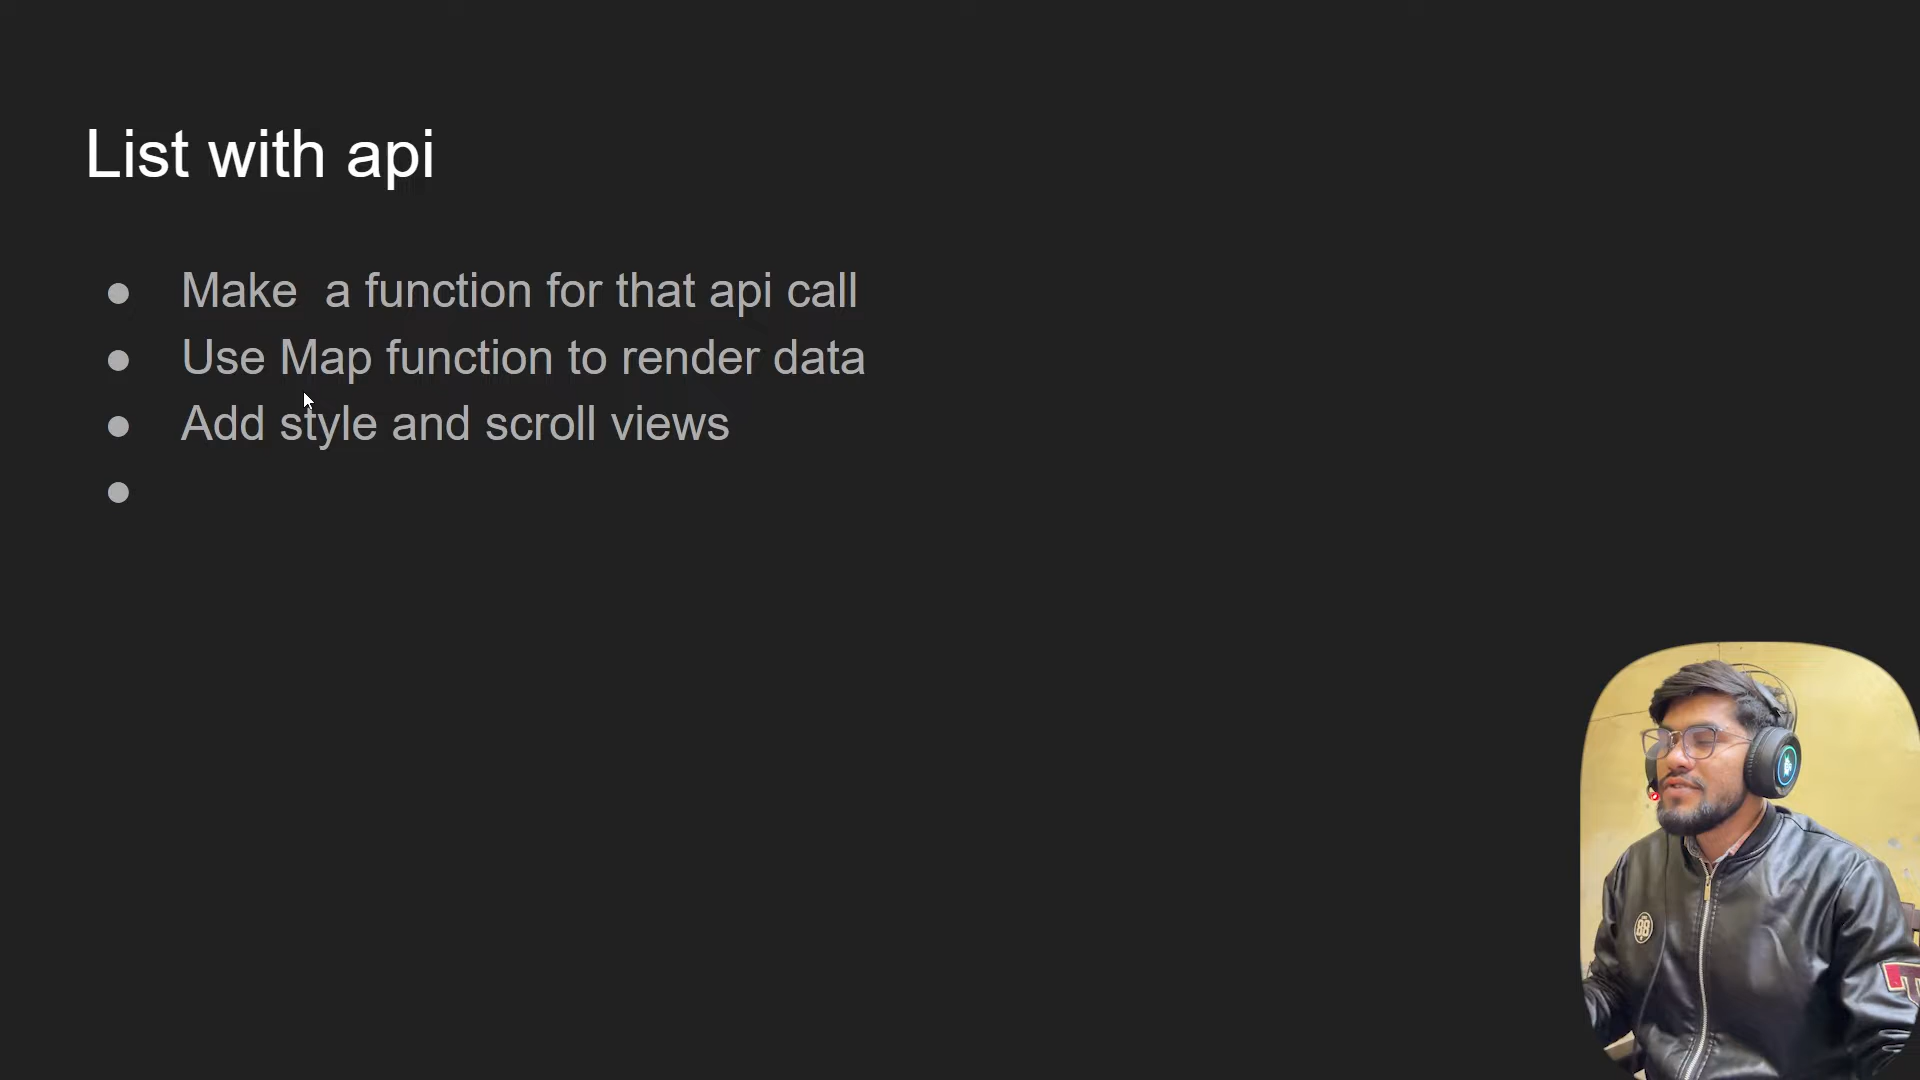 List with api
Make  a function for that api call
Use Map function to render data
Add style and scroll views
88